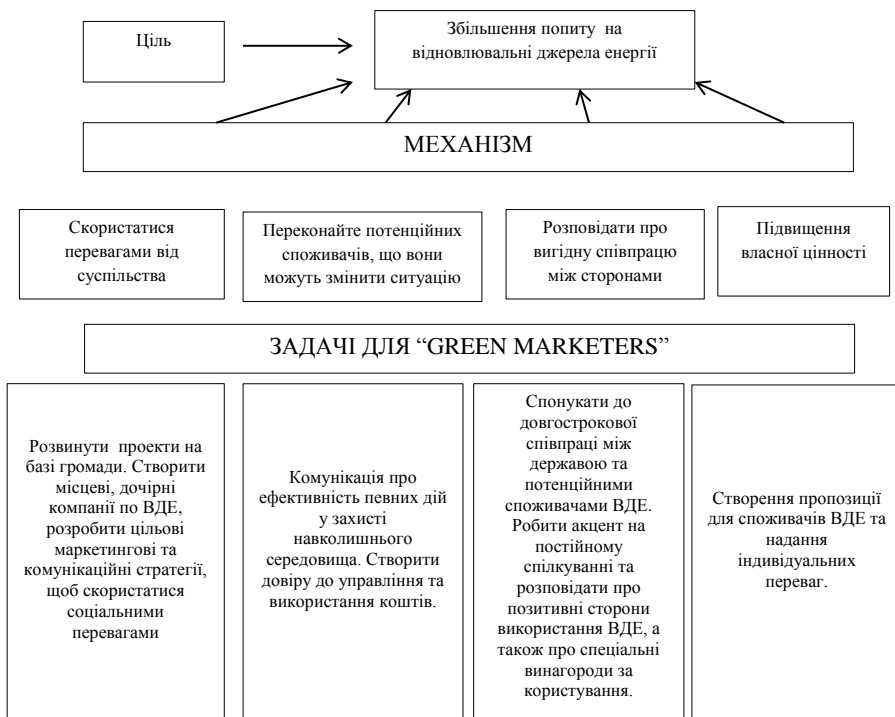 Ціль
Збільшення попиту на
відновлювальні джерела енергії
МЕХАНІЗМ
Скористатися
перевагами від
суспільства
Переконайте потенційних
споживачів, що вони
можуть змінити ситуацію
Розповідати про
вигідну співпрацю
між сторонами
Підвищення
власної цінності
ЗАДАЧІ ДЛЯ “GREEN MARKETERS”
Розвинути проекти на
базі громади. Створити
місцеві, дочірні
компанії по ВДЕ,
розробити цільові
маркетингові та
комунікаційні стратегії,
щоб скористатися
соціальними
перевагами
Комунікація про
ефективність певних дій
у захисті
навколишнього
середовища. Створити
довіру до управління та
використання коштів.
Спонукати до
довгострокової
співпраці між
державою та
потенційними
споживачами ВДЕ.
Робити акцент на
постійному
спілкуванні та
розповідати про
позитивні сторони
використання ВДЕ, а
також про спеціальні
винагороди за
користування.
Створення пропозиції
для споживачів ВДЕ та
надання
індивідуальних
переваг.